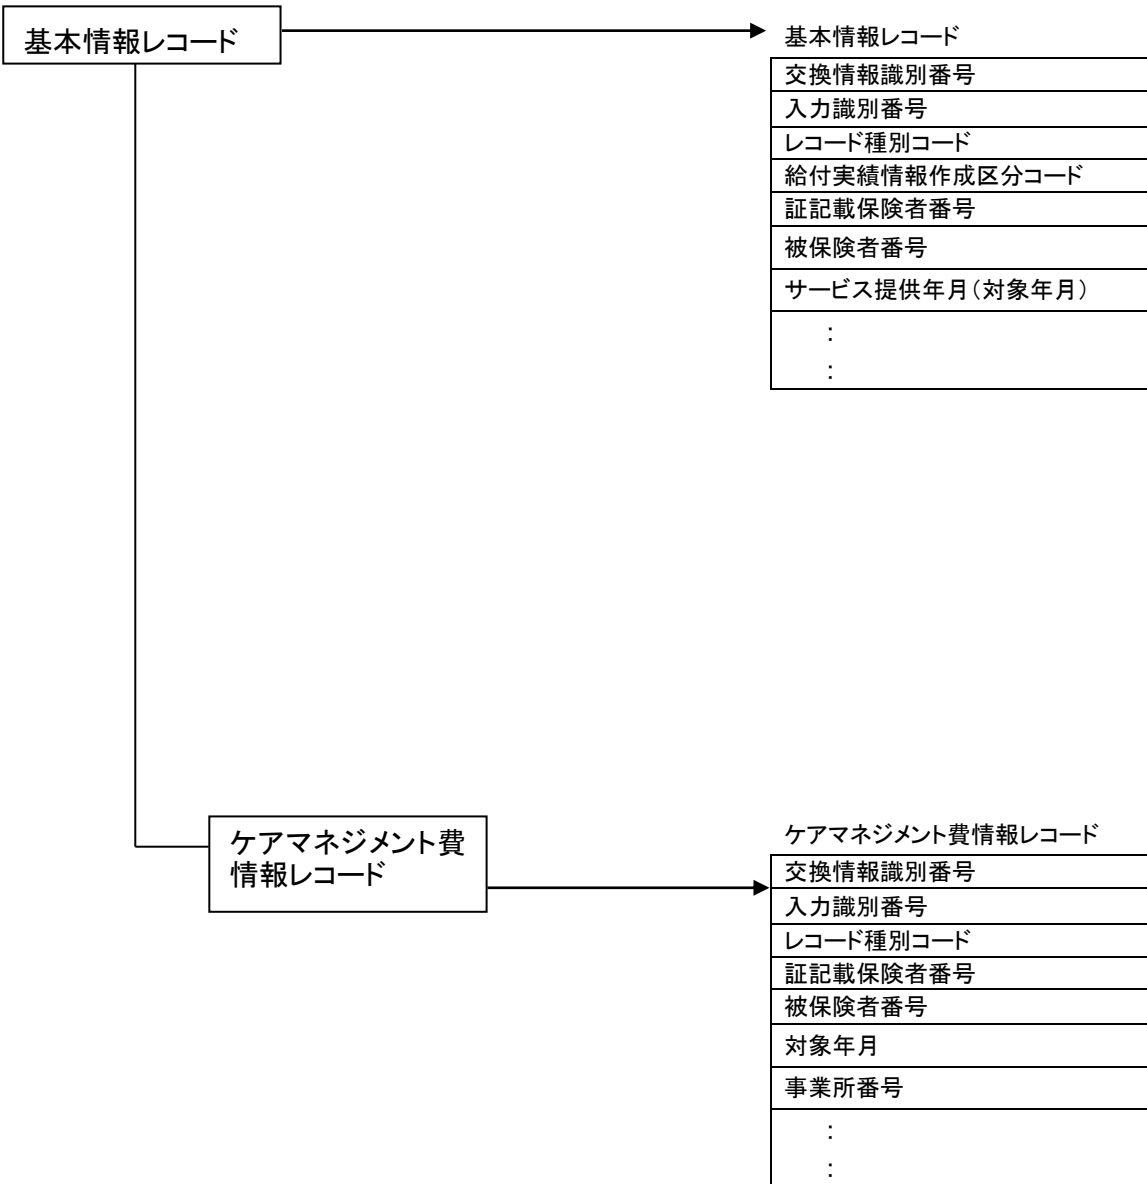 基本情報レコード
基本情報レコード
交換情報識別番号
入力識別番号
レコード種別コード
給付実績情報作成区分コード
証記載保険者番号
被保険者番号
サービス提供年月（対象年月）
：
：
ケアマネジメント費
情報レコード
ケアマネジメント費情報レコード
交換情報識別番号
入力識別番号
レコード種別コード
証記載保険者番号
被保険者番号
対象年月
事業所番号
：
：